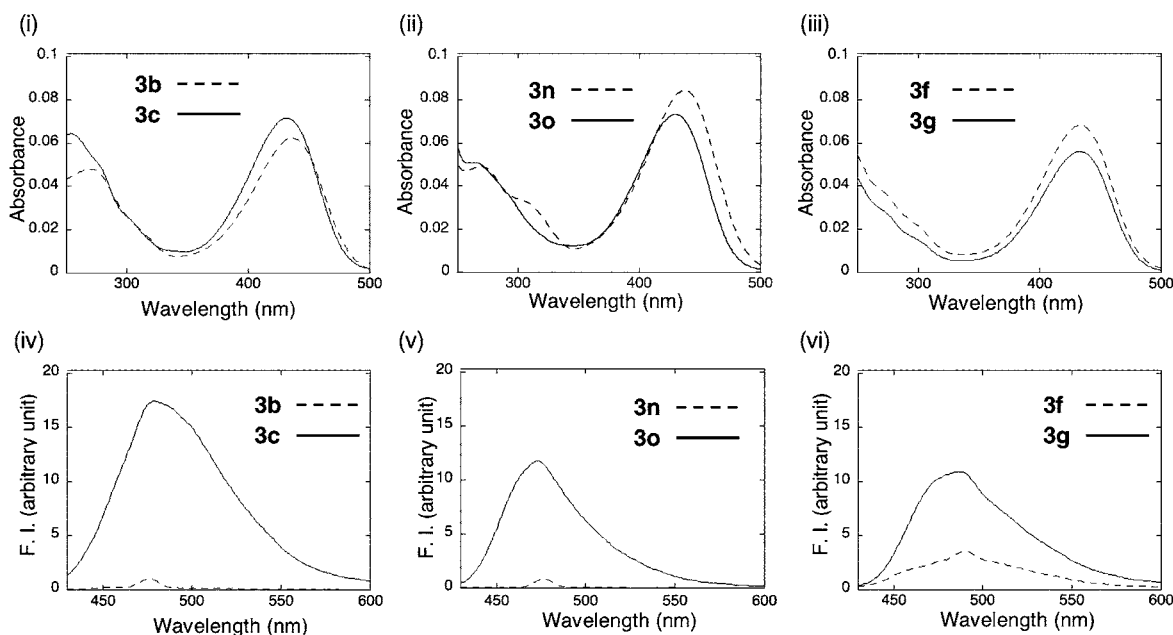 (i)
0.1
0.08
0.06
0.04
0.02
0
Absorbance
3b
3c
300
400
500
Wavelength (nm)
(ii)
0.1
0.08
0.06
0.04
0.02
0
Absorbance
3n
3o
300
400
500
Wavelength (nm)
(iii)
0.1
0.08
0.06
0.04
0.02
0
Absorbance
3f
3g
300
400
500
Wavelength (nm)
(iv)
20
15
10
5
0
F. I. (arbitrary unit)
3b
3c
450
500
550
600
Wavelength (nm)
(v)
20
15
10
5
0
F. I. (arbitrary unit)
3n
3o
450
500
550
600
Wavelength (nm)
(vi)
20
15
10
5
0
F. I. (arbitrary unit)
3f
3g
450
500
550
600
Wavelength (nm)